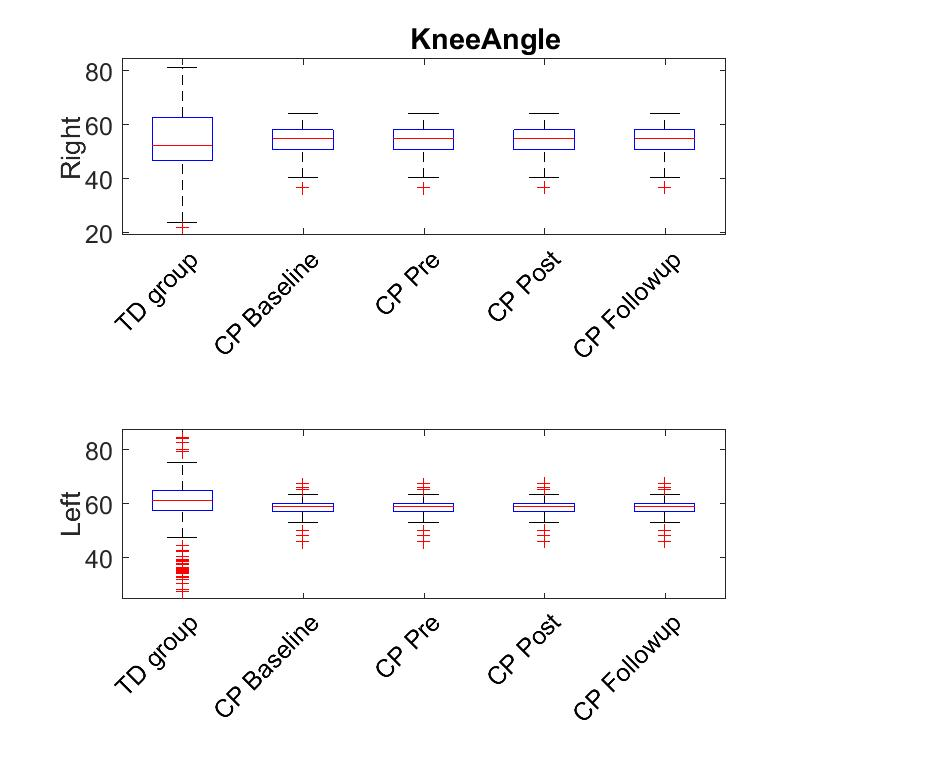 KneeAngle
Right
80
60
40
20
TD group
CP Baseline
CP Pre
CP Post
CP Followup
Left
80
60
40
TD group
CP Baseline
CP Pre
CP Post
CP Followup